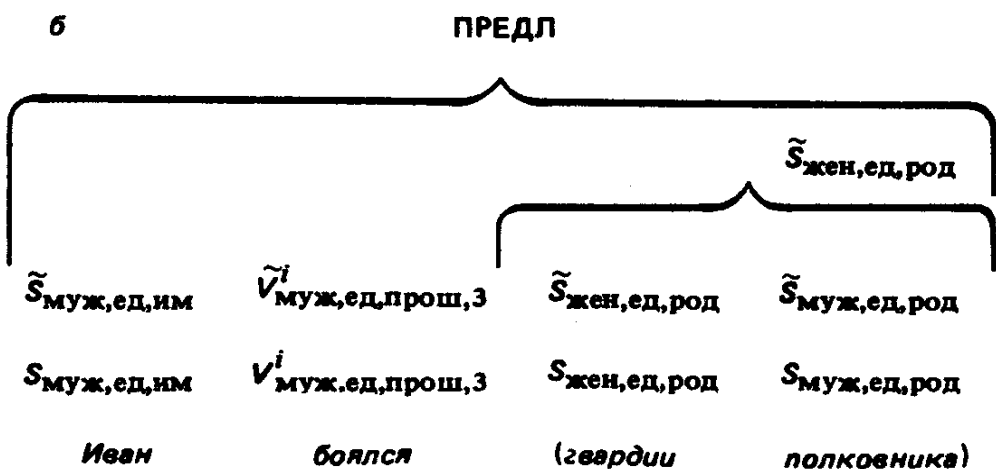 б ПРЕДЛ
S̃жен,ед,род
S̃муж,ед,им Ṽⁱмуж,ед,прош,3 S̃жен,ед,род S̃муж,ед,род
Sмуж,ед,им Vⁱмуж.ед,прош,3 Sжен,ед,род Sмуж,ед,род
Иван боялся (гвардии полковника)